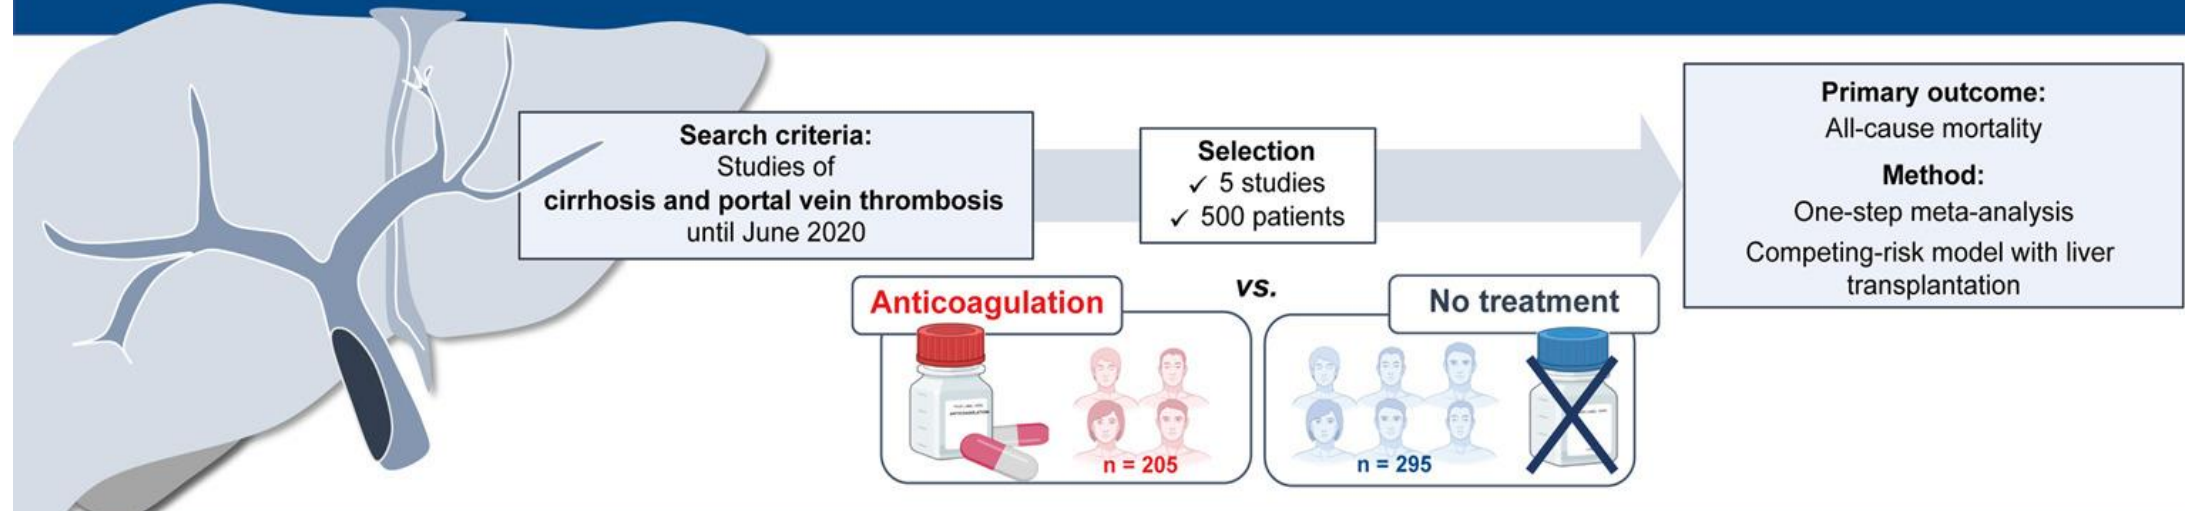 Search criteria:
Studies of
cirrhosis and portal vein thrombosis
until June 2020
Selection
✓ 5 studies
✓ 500 patients
Primary outcome:
All-cause mortality
Method:
One-step meta-analysis
Competing-risk model with liver
transplantation
Anticoagulation
vs.
No treatment
ANTICOAGULATION
n = 205
n = 295